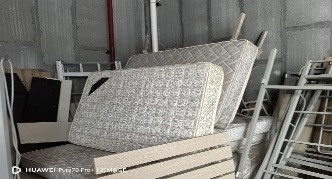 HUAWEI Pura70 Pro+ | XMAGE